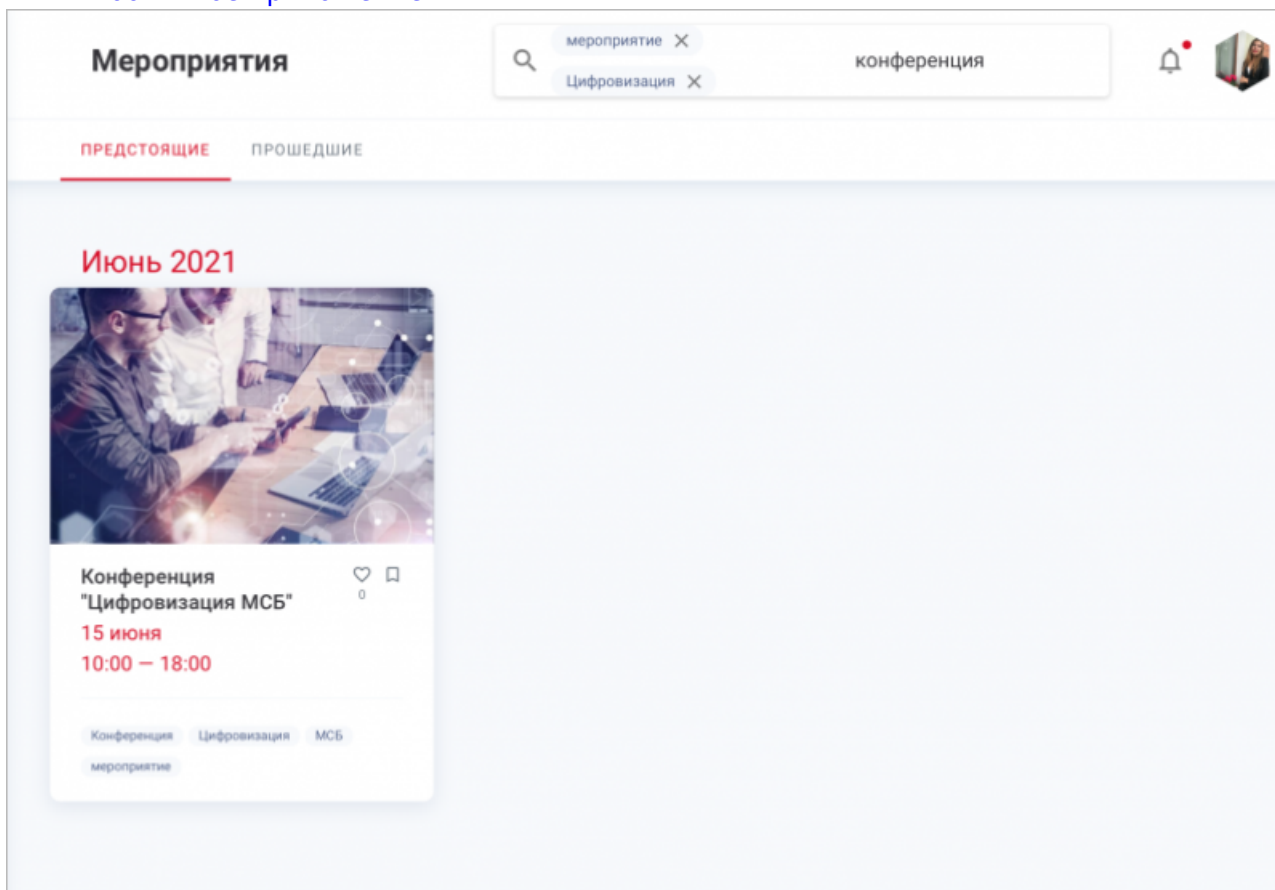 Мероприятия
мероприятие
Цифровизация
конференция
ПРЕДСТОЯЩИЕ ПРОШЕДШИЕ
Июнь 2021
Конференция
"Цифровизация МСБ"
0
15 июня
10:00 — 18:00
Конференция Цифровизация МСБ
мероприятие